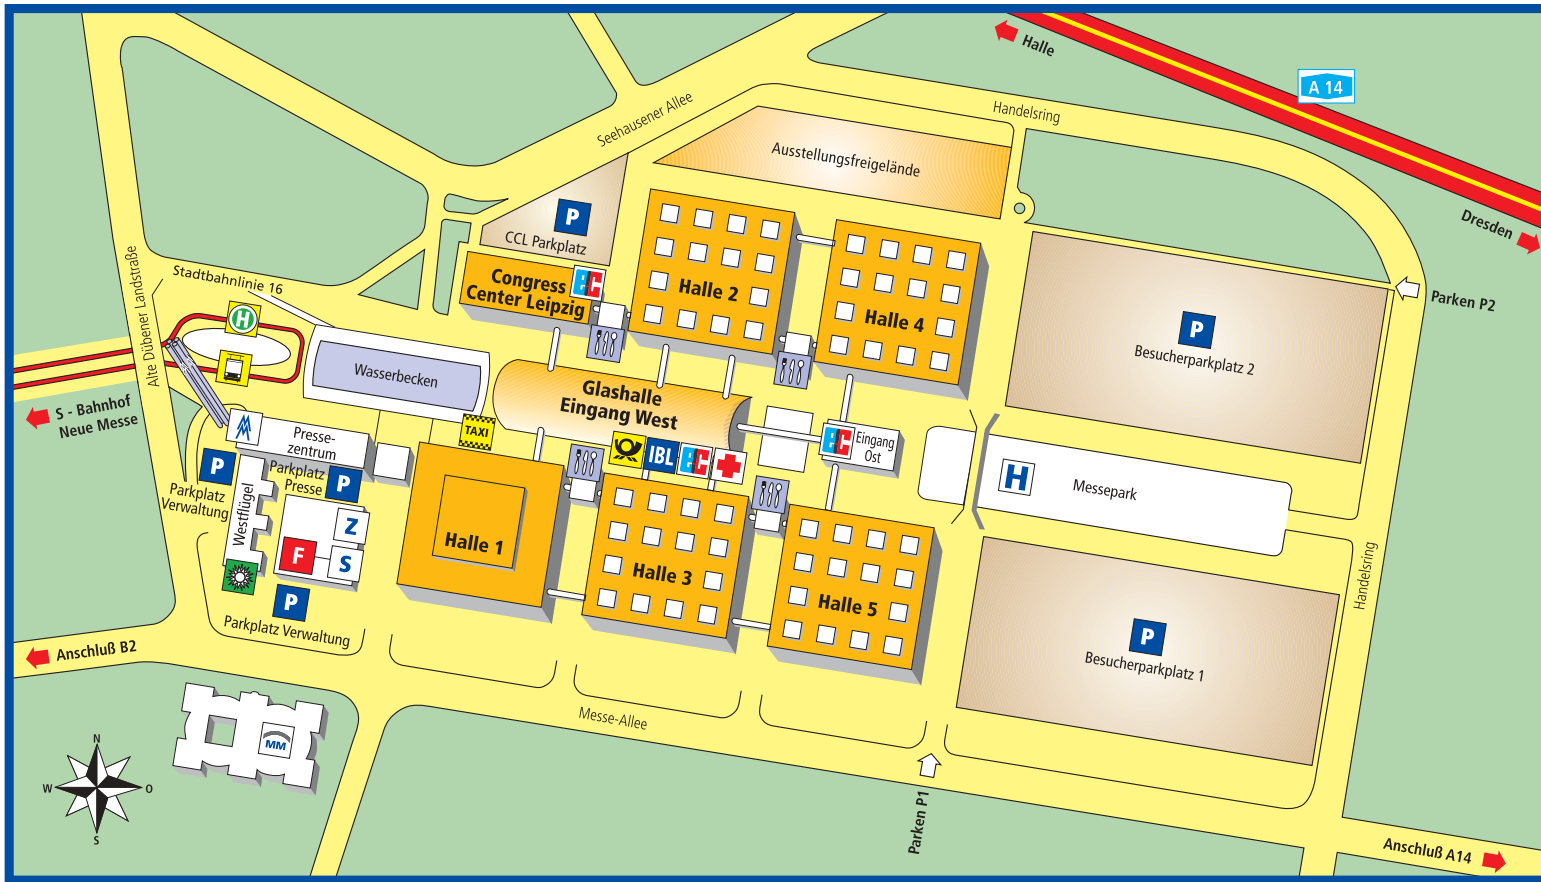 Halle
A 14
Dresden
Handelsring
Seehausener Allee
Ausstellungsfreigelände
P
CCL Parkplatz
Congress
Center Leipzig
EC
Halle 2
Halle 4
Parken P2
P
Besucherparkplatz 2
Stadtbahnlinie 16
Alte Dübener Landstraße
H
Wasserbecken
Glashalle
Eingang West
S - Bahnhof
Neue Messe
TAXI
Presse-
zentrum
IBL
EC
EC
Eingang
Ost
H
Messepark
P
Parkplatz
Verwaltung
Parkplatz
Presse
P
Westflügel
Z
F
S
Halle 1
Halle 3
Halle 5
P
Parkplatz Verwaltung
P
Besucherparkplatz 1
Handelsring
Anschluß B2
Messe-Allee
MM
N
W
O
S
Parken P1
Anschluß A14